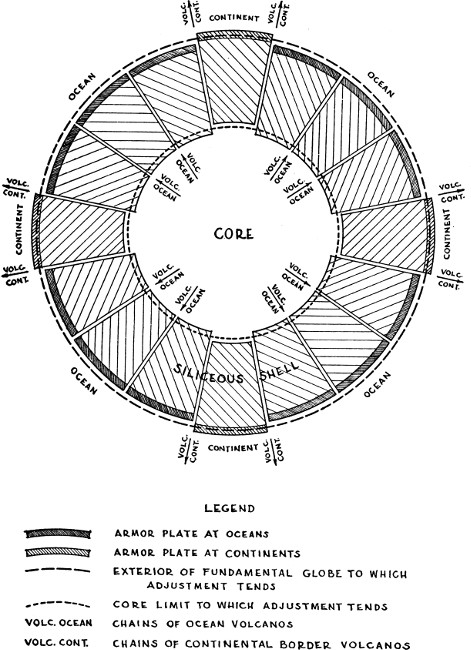 VOLC. CONT.
CONTINENT
VOLC. CONT.
OCEAN
OCEAN
VOLC. OCEAN
VOLC. OCEAN
VOLC. OCEAN
VOLC. OCEAN
VOLC. CONT.
VOLC. CONT.
CONTINENT
CORE
CONTINENT
VOLC. CONT.
VOLC. CONT.
VOLC. OCEAN
VOLC. OCEAN
VOLC. OCEAN
VOLC. OCEAN
SILICEOUS SHELL
OCEAN
OCEAN
VOLC. CONT.
CONTINENT
VOLC. CONT.
LEGEND
ARMOR PLATE AT OCEANS
ARMOR PLATE AT CONTINENTS
EXTERIOR OF FUNDAMENTAL GLOBE TO WHICH
ADJUSTMENT TENDS
CORE LIMIT TO WHICH ADJUSTMENT TENDS
VOLC. OCEAN CHAINS OF OCEAN VOLCANOS
VOLC. CONT. CHAINS OF CONTINENTAL BORDER VOLCANOS